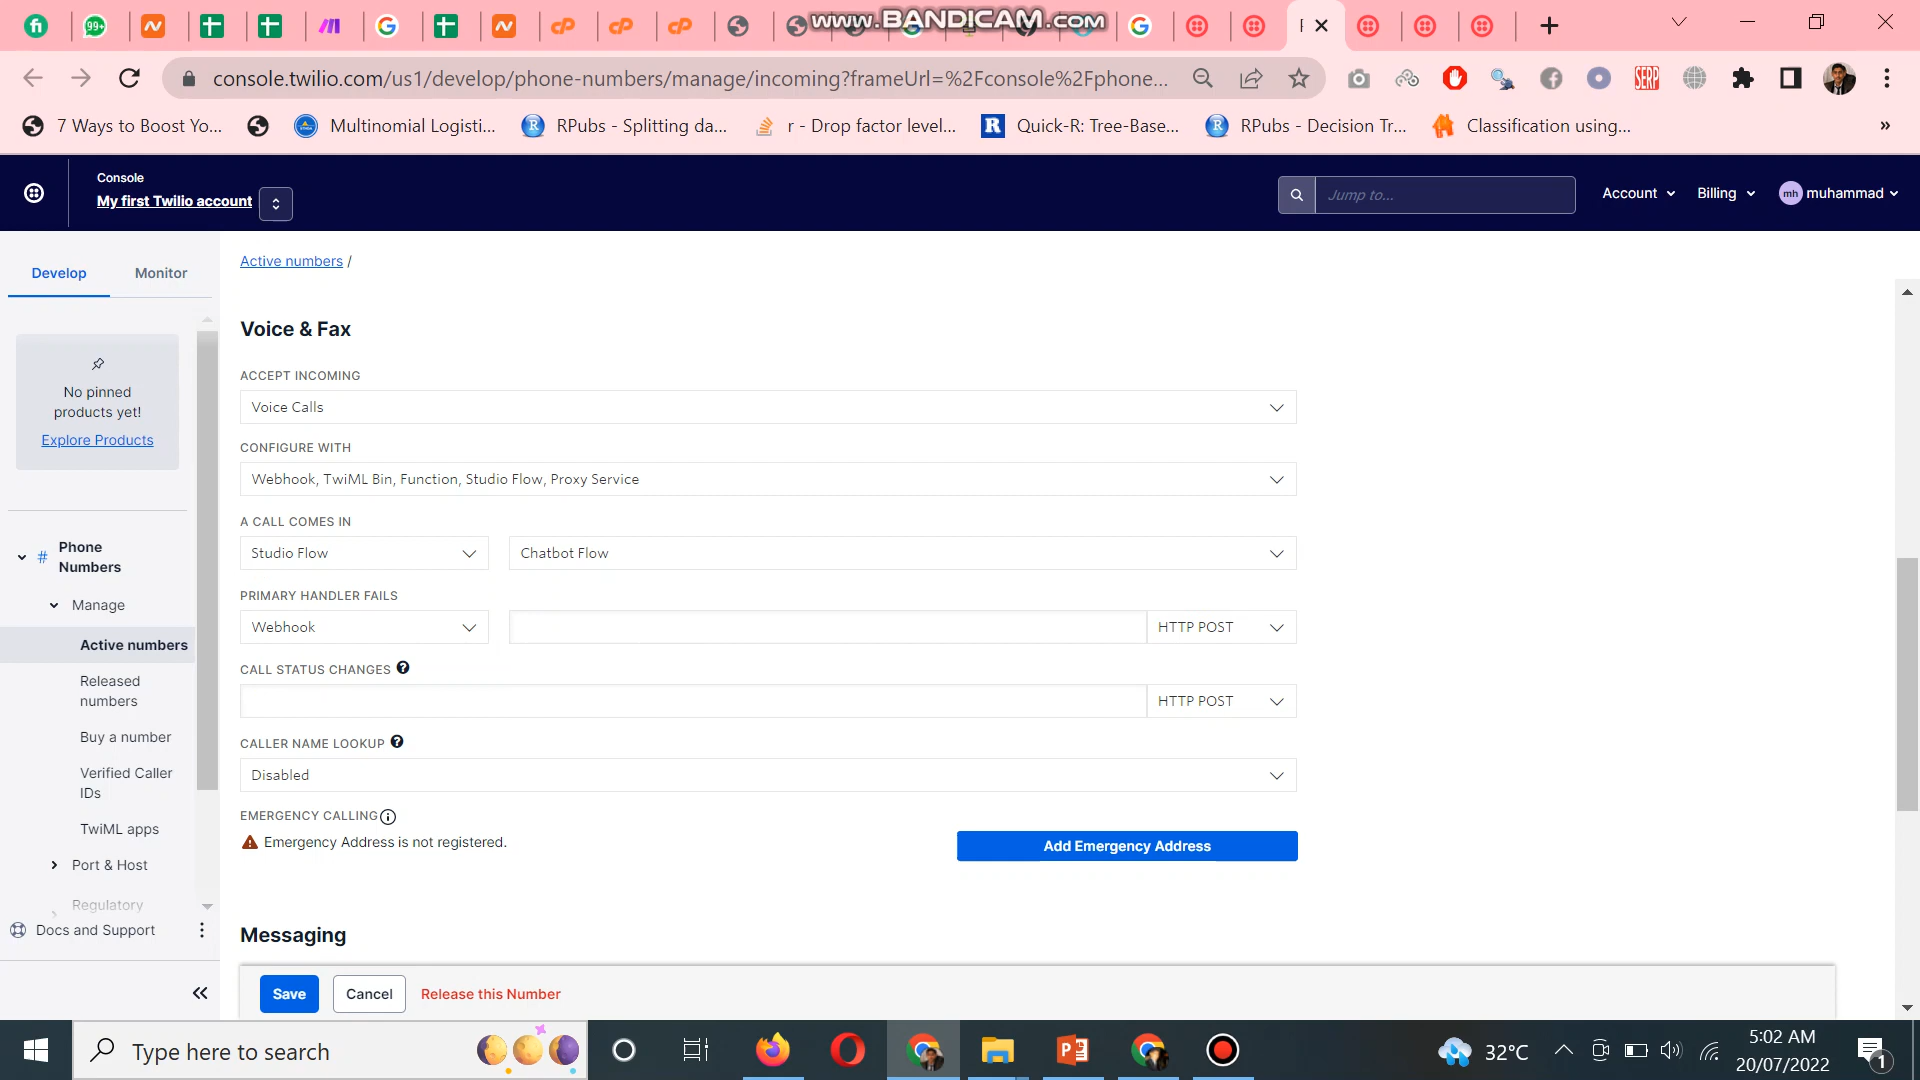 99+
www.BANDICAM.com
console.twilio.com/us1/develop/phone-numbers/manage/incoming?frameUrl=%2Fconsole%2Fphone...
SERP
7 Ways to Boost Yo...
Multinomial Logisti...
RPubs - Splitting da...
r - Drop factor level...
Quick-R: Tree-Base...
RPubs - Decision Tr...
Classification using...
»
Console
My first Twilio account
Jump to...
Account
Billing
mh
muhammad
Develop
Monitor
No pinned
products yet!
Explore Products
# Phone
Numbers
Manage
Active numbers
Released
numbers
Buy a number
Verified Caller
IDs
TwiML apps
Port & Host
Regulatory
Docs and Support
Active numbers /
Voice & Fax
ACCEPT INCOMING
Voice Calls
CONFIGURE WITH
Webhook, TwiML Bin, Function, Studio Flow, Proxy Service
A CALL COMES IN
Studio Flow
Chatbot Flow
PRIMARY HANDLER FAILS
Webhook
HTTP POST
CALL STATUS CHANGES
HTTP POST
CALLER NAME LOOKUP
Disabled
EMERGENCY CALLING
Emergency Address is not registered.
Add Emergency Address
Messaging
Save
Cancel
Release this Number
Type here to search
32°C
5:02 AM
20/07/2022
1